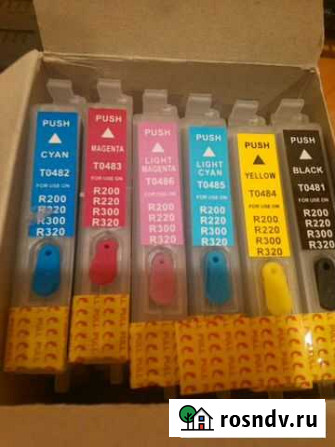 PUSH
CYAN
T0482
FOR USE ON
R200
R220
R300
R320
PUSH
MAGENTA
T0483
FOR USE ON
R200
R220
R300
R320
PUSH
LIGHT
MAGENTA
T0486
FOR USE ON
R200
R220
R300
R320
PUSH
LIGHT
CYAN
T0485
FOR USE ON
R200
R220
R300
R320
PUSH
YELLOW
T0484
FOR USE ON
R200
R220
R300
R320
PUSH
BLACK
T0481
FOR USE ON
R200
R220
R300
R320
rosndv.ru